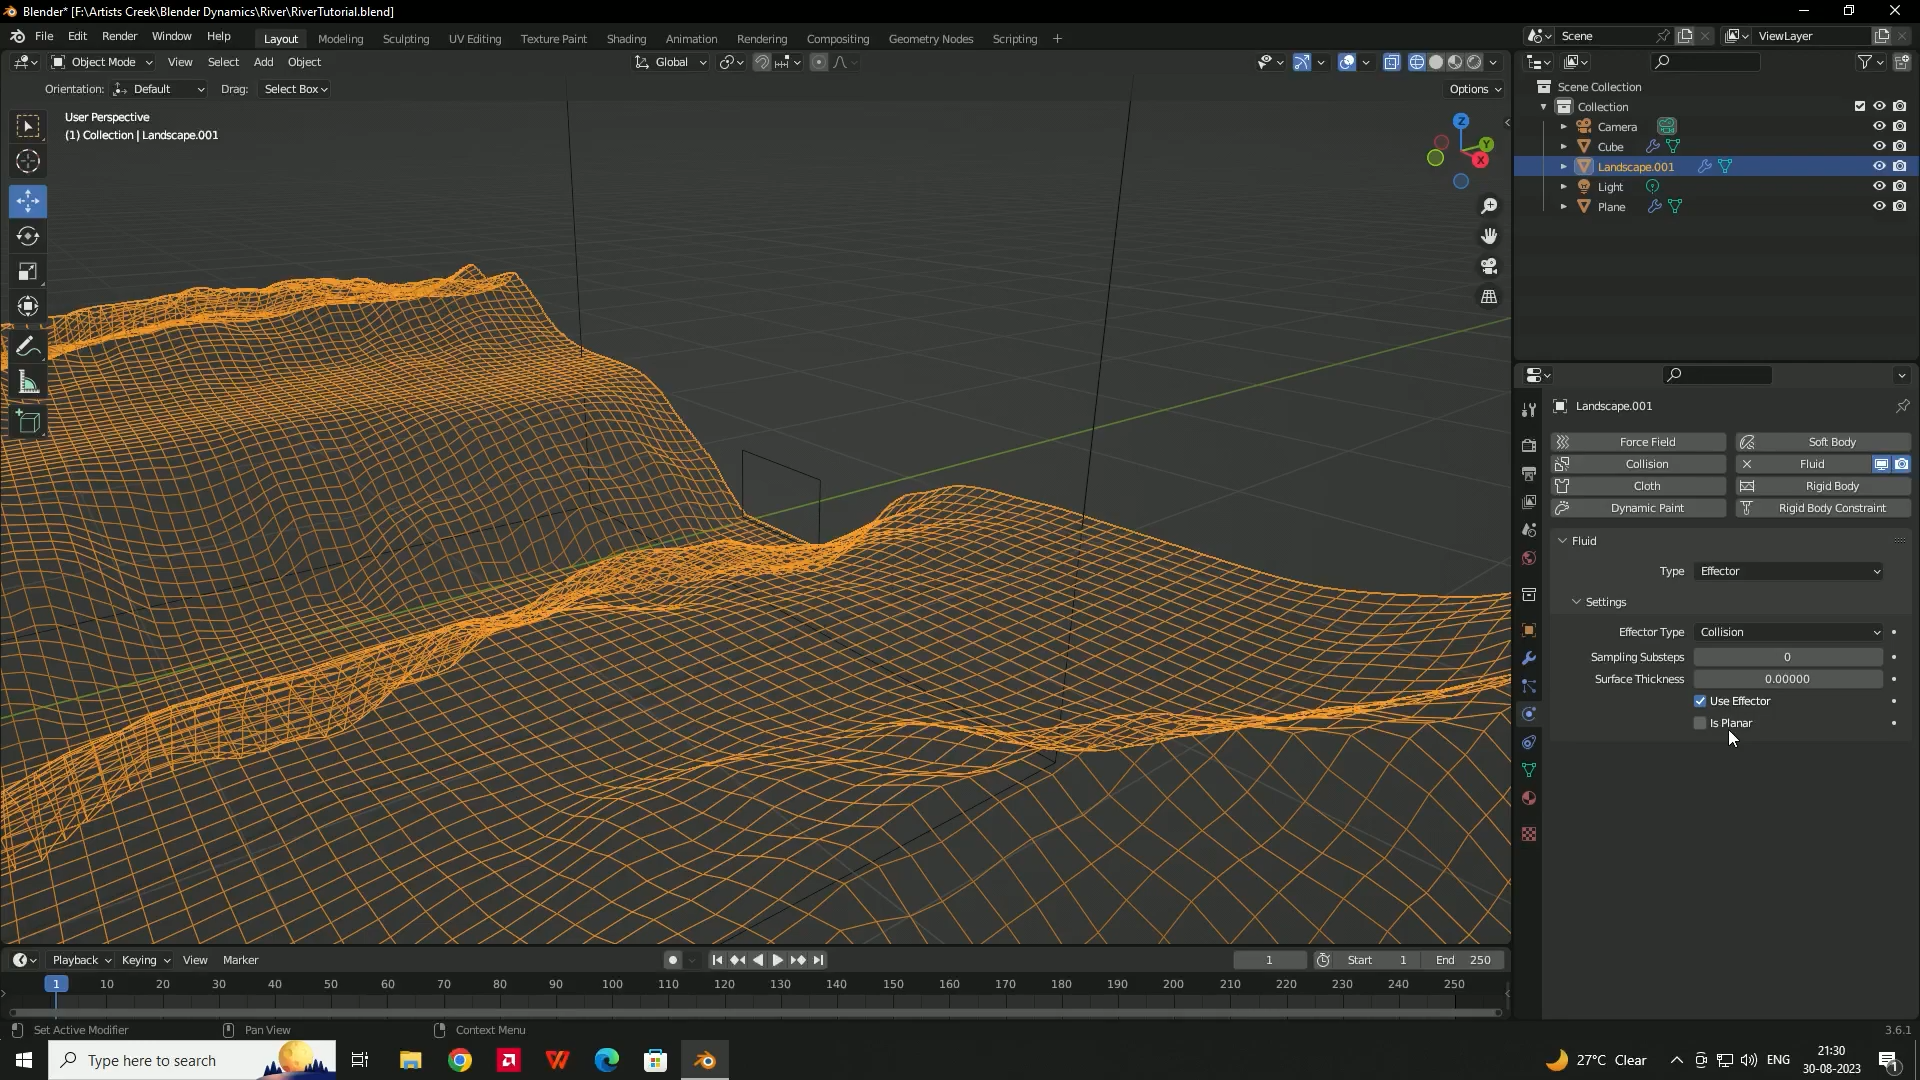 Blender* [F:\Artists Creek\Blender Dynamics\River\RiverTutorial.blend]
File Edit Render Window Help Layout Modeling Sculpting UV Editing Texture Paint Shading Animation Rendering Compositing Geometry Nodes Scripting + Scene ViewLayer
Object Mode View Select Add Object Global
Orientation: Default Drag: Select Box Options
User Perspective
(1) Collection | Landscape.001
Z
Y
X
Scene Collection
Collection
Camera
Cube
Landscape.001
Light
Plane
Landscape.001
Force Field Soft Body
Collision Fluid
Cloth Rigid Body
Dynamic Paint Rigid Body Constraint
Fluid
Type Effector
Settings
Effector Type Collision
Sampling Substeps 0
Surface Thickness 0.00000
Use Effector
Is Planar
Playback Keying View Marker 1 Start 1 End 250
1 10 20 30 40 50 60 70 80 90 100 110 120 130 140 150 160 170 180 190 200 210 220 230 240 250
Set Active Modifier Pan View Context Menu 3.6.1
Type here to search 27°C Clear ENG
21:30
30-08-2023
1